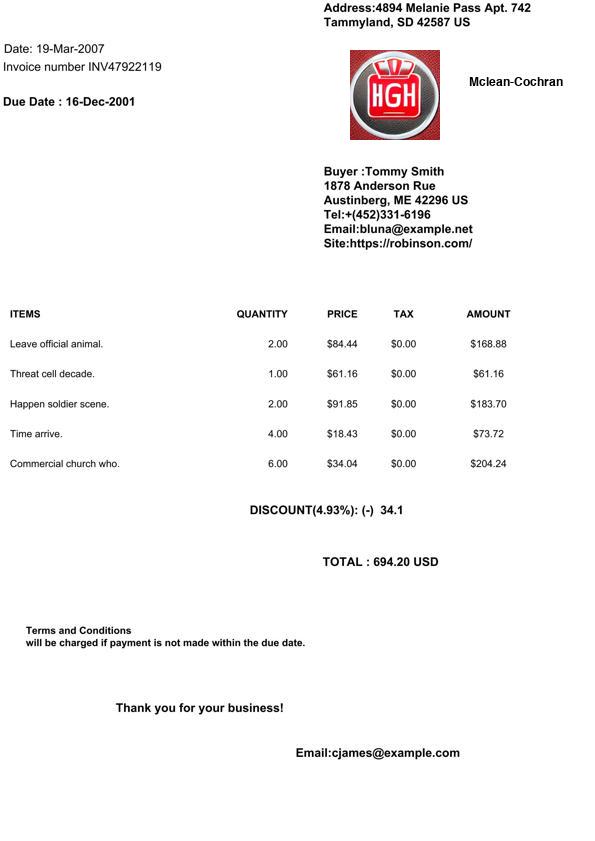 Address:4894 Melanie Pass Apt. 742
Tammyland, SD 42587 US
Date: 19-Mar-2007
Invoice number INV47922119
Due Date : 16-Dec-2001
HGH
Mclean-Cochran
Buyer :Tommy Smith
1878 Anderson Rue
Austinberg, ME 42296 US
Tel:+(452)331-6196
Email:bluna@example.net
Site:https://robinson.com/
ITEMS QUANTITY PRICE TAX AMOUNT
Leave official animal. 2.00 $84.44 $0.00 $168.88
Threat cell decade. 1.00 $61.16 $0.00 $61.16
Happen soldier scene. 2.00 $91.85 $0.00 $183.70
Time arrive. 4.00 $18.43 $0.00 $73.72
Commercial church who. 6.00 $34.04 $0.00 $204.24
DISCOUNT(4.93%): (-) 34.1
TOTAL : 694.20 USD
Terms and Conditions
will be charged if payment is not made within the due date.
Thank you for your business!
Email:cjames@example.com